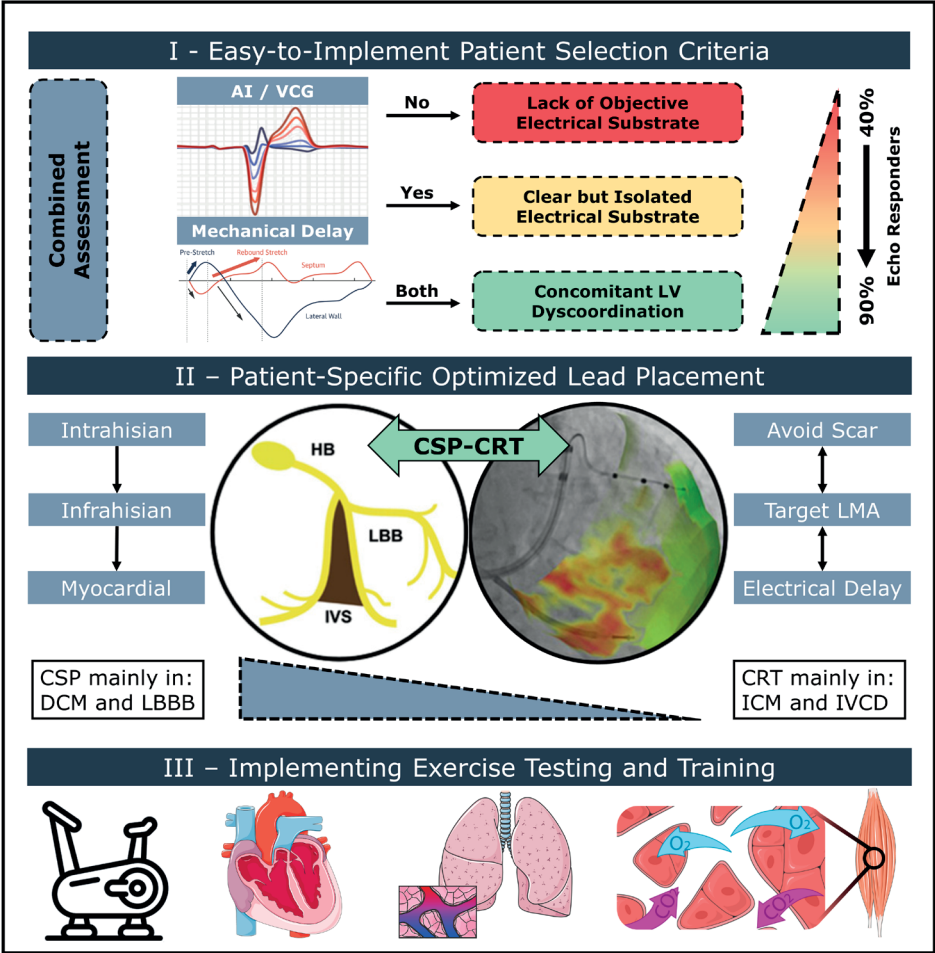 I - Easy-to-Implement Patient Selection Criteria
Combined
Assessment
AI / VCG
Mechanical Delay
Pre-Stretch
Rebound Stretch
Septum
Lateral Wall
No
Lack of Objective
Electrical Substrate
Yes
Clear but Isolated
Electrical Substrate
Both
Concomitant LV
Dyscoordination
40%
90%
Echo Responders
II – Patient-Specific Optimized Lead Placement
Intrahisian
Infrahisian
Myocardial
CSP-CRT
HB
LBB
IVS
Avoid Scar
Target LMA
Electrical Delay
CSP mainly in:
DCM and LBBB
CRT mainly in:
ICM and IVCD
III – Implementing Exercise Testing and Training
O2
O2
CO2
CO2